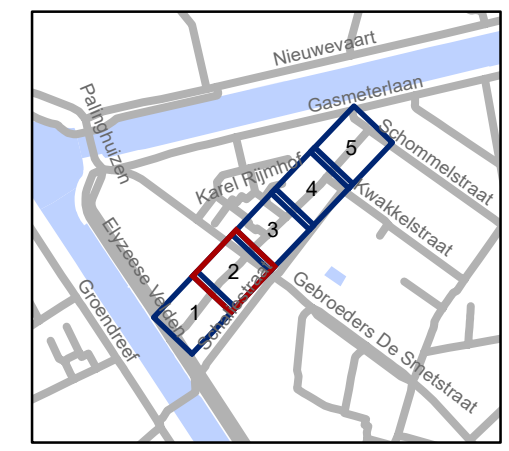 Nieuwevaart
Palinghuizen
Gasmeterlaan
Schommelstraat
5
Karel Rijmhof
4
Kwakkelstraat
3
Elyzeese Velden
2
Groendreef
Gebroeders De Smetstraat
1